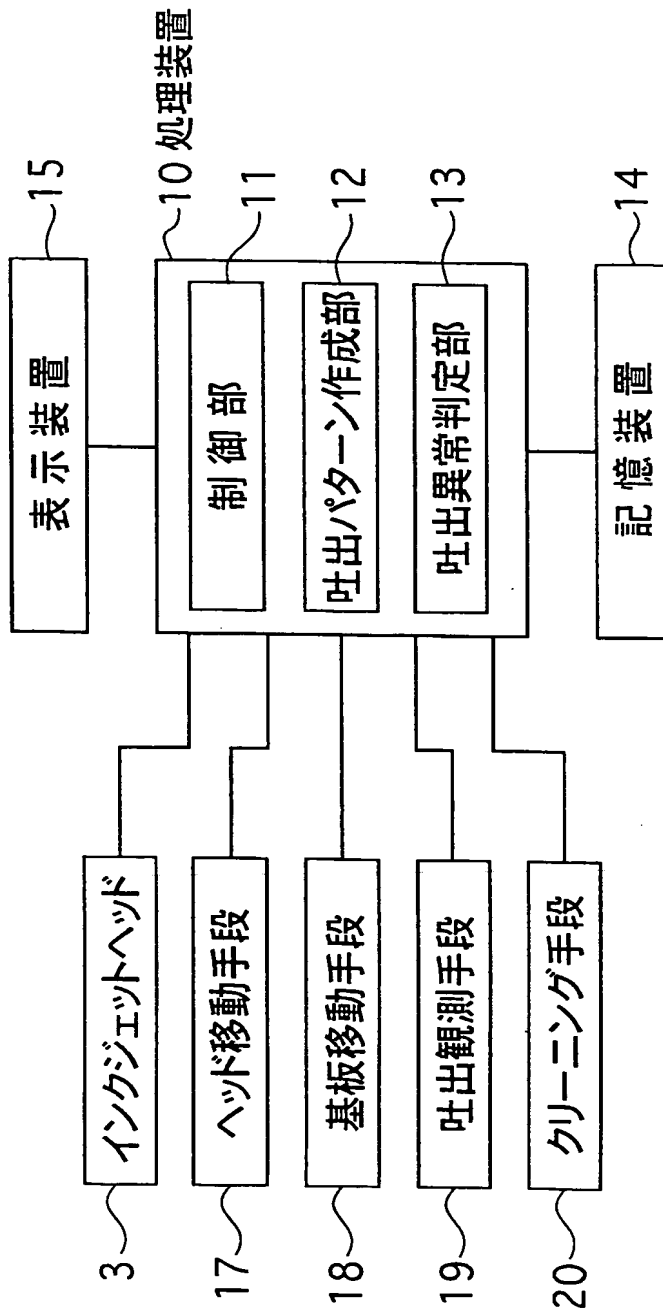 15
表示装置
10 処理装置
制御部
11
吐出パターン作成部
12
吐出異常判定部
13
記憶装置
14
3 インクジェットヘッド
17 ヘッド移動手段
18 基板移動手段
19 吐出観測手段
20 クリーニング手段